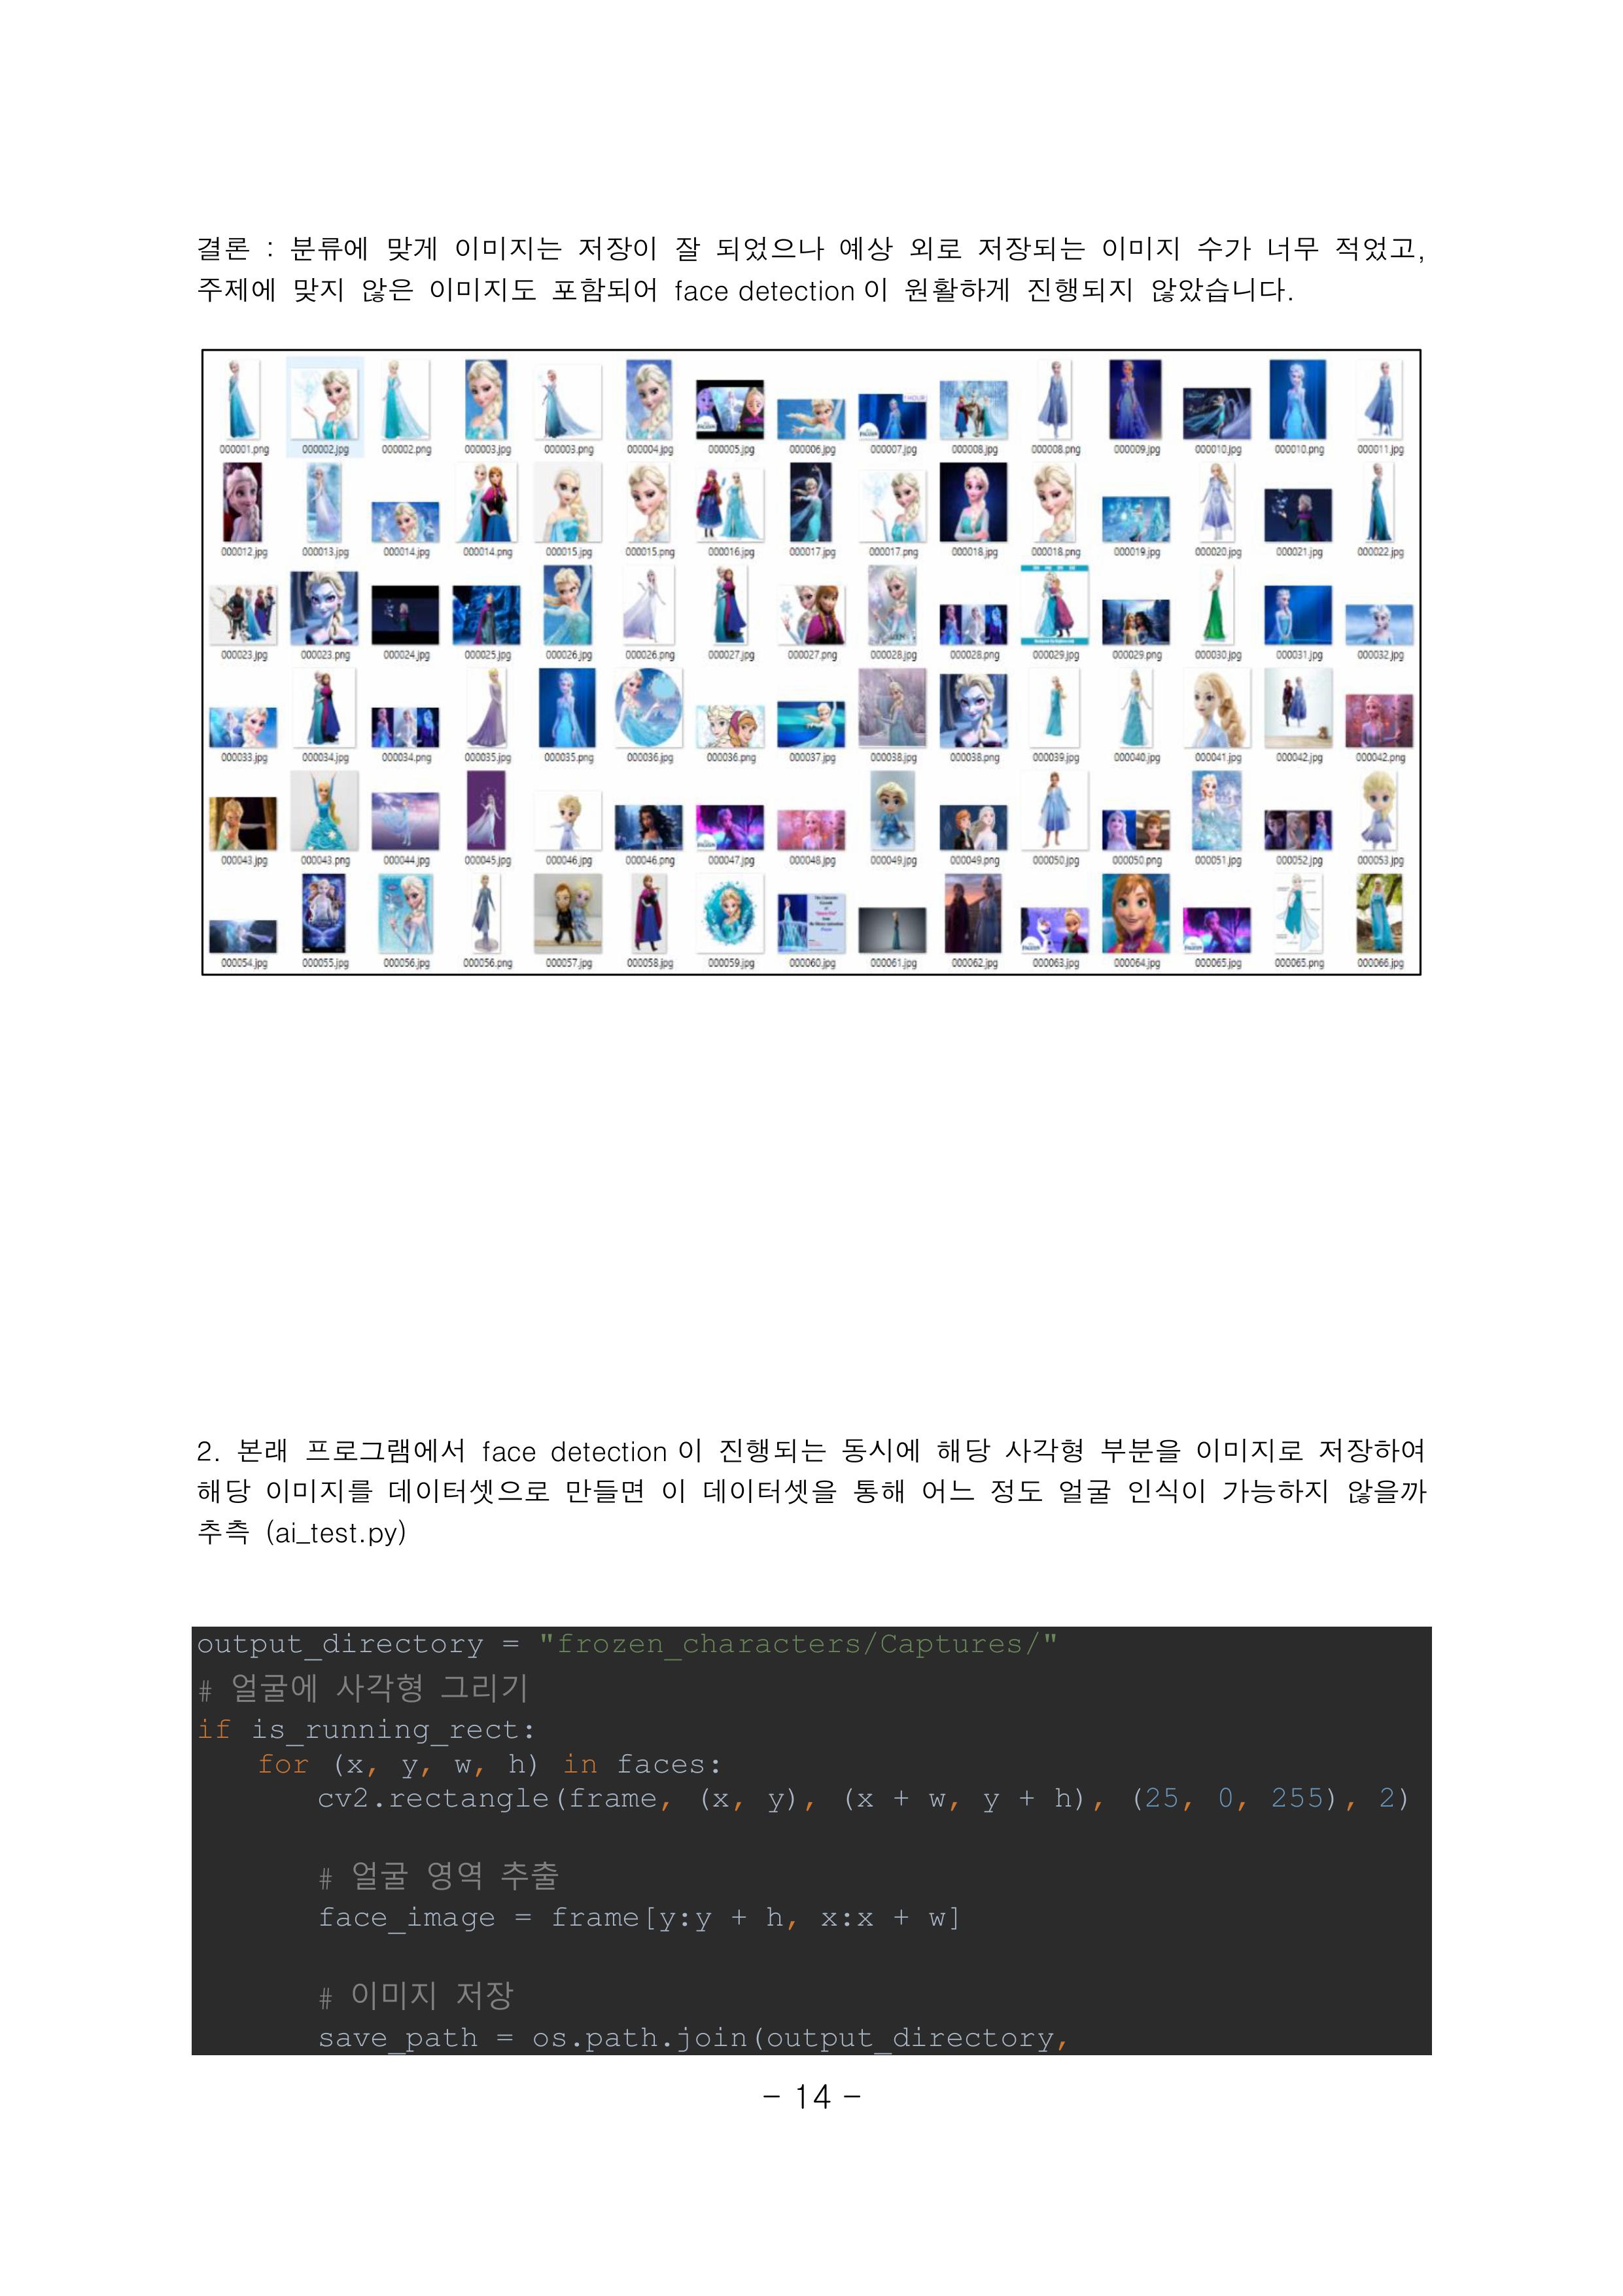 결론 : 분류에 맞게 이미지는 저장이 잘 되었으나 예상 외로 저장되는 이미지 수가 너무 적었고,
주제에 맞지 않은 이미지도 포함되어 face detection이 원활하게 진행되지 않았습니다.
000001.png 000002.jpg 000002.png 000003.jpg 000003.png 000004.jpg 000005.jpg 000006.jpg 000007.jpg 000008.jpg 000008.png 000009.jpg 000010.jpg 000010.png 000011.jpg
000012.jpg 000013.jpg 000014.jpg 000014.png 000015.jpg 000015.png 000016.jpg 000017.jpg 000017.png 000018.jpg 000018.png 000019.jpg 000020.jpg 000021.jpg 000022.jpg
000023.jpg 000023.png 000024.jpg 000025.jpg 000026.jpg 000026.png 000027.jpg 000027.png 000028.jpg 000028.png 000029.jpg 000029.png 000030.jpg 000031.jpg 000032.jpg
000033.jpg 000034.jpg 000034.png 000035.jpg 000035.png 000036.jpg 000036.png 000037.jpg 000038.jpg 000038.png 000039.jpg 000040.jpg 000041.jpg 000042.jpg 000042.png
000043.jpg 000043.png 000044.jpg 000045.jpg 000046.jpg 000046.png 000047.jpg 000048.jpg 000049.jpg 000049.png 000050.jpg 000050.png 000051.jpg 000052.jpg 000053.jpg
000054.jpg 000055.jpg 000056.jpg 000056.png 000057.jpg 000058.jpg 000059.jpg 000060.jpg 000061.jpg 000062.jpg 000063.jpg 000064.jpg 000065.jpg 000065.png 000066.jpg
2. 본래 프로그램에서 face detection이 진행되는 동시에 해당 사각형 부분을 이미지로 저장하여
해당 이미지를 데이터셋으로 만들면 이 데이터셋을 통해 어느 정도 얼굴 인식이 가능하지 않을까
추측 (ai_test.py)
output_directory = "frozen_characters/Captures/"
# 얼굴에 사각형 그리기
if is_running_rect:
for (x, y, w, h) in faces:
cv2.rectangle(frame, (x, y), (x + w, y + h), (25, 0, 255), 2)
# 얼굴 영역 추출
face_image = frame[y:y + h, x:x + w]
# 이미지 저장
save_path = os.path.join(output_directory,
- 14 -